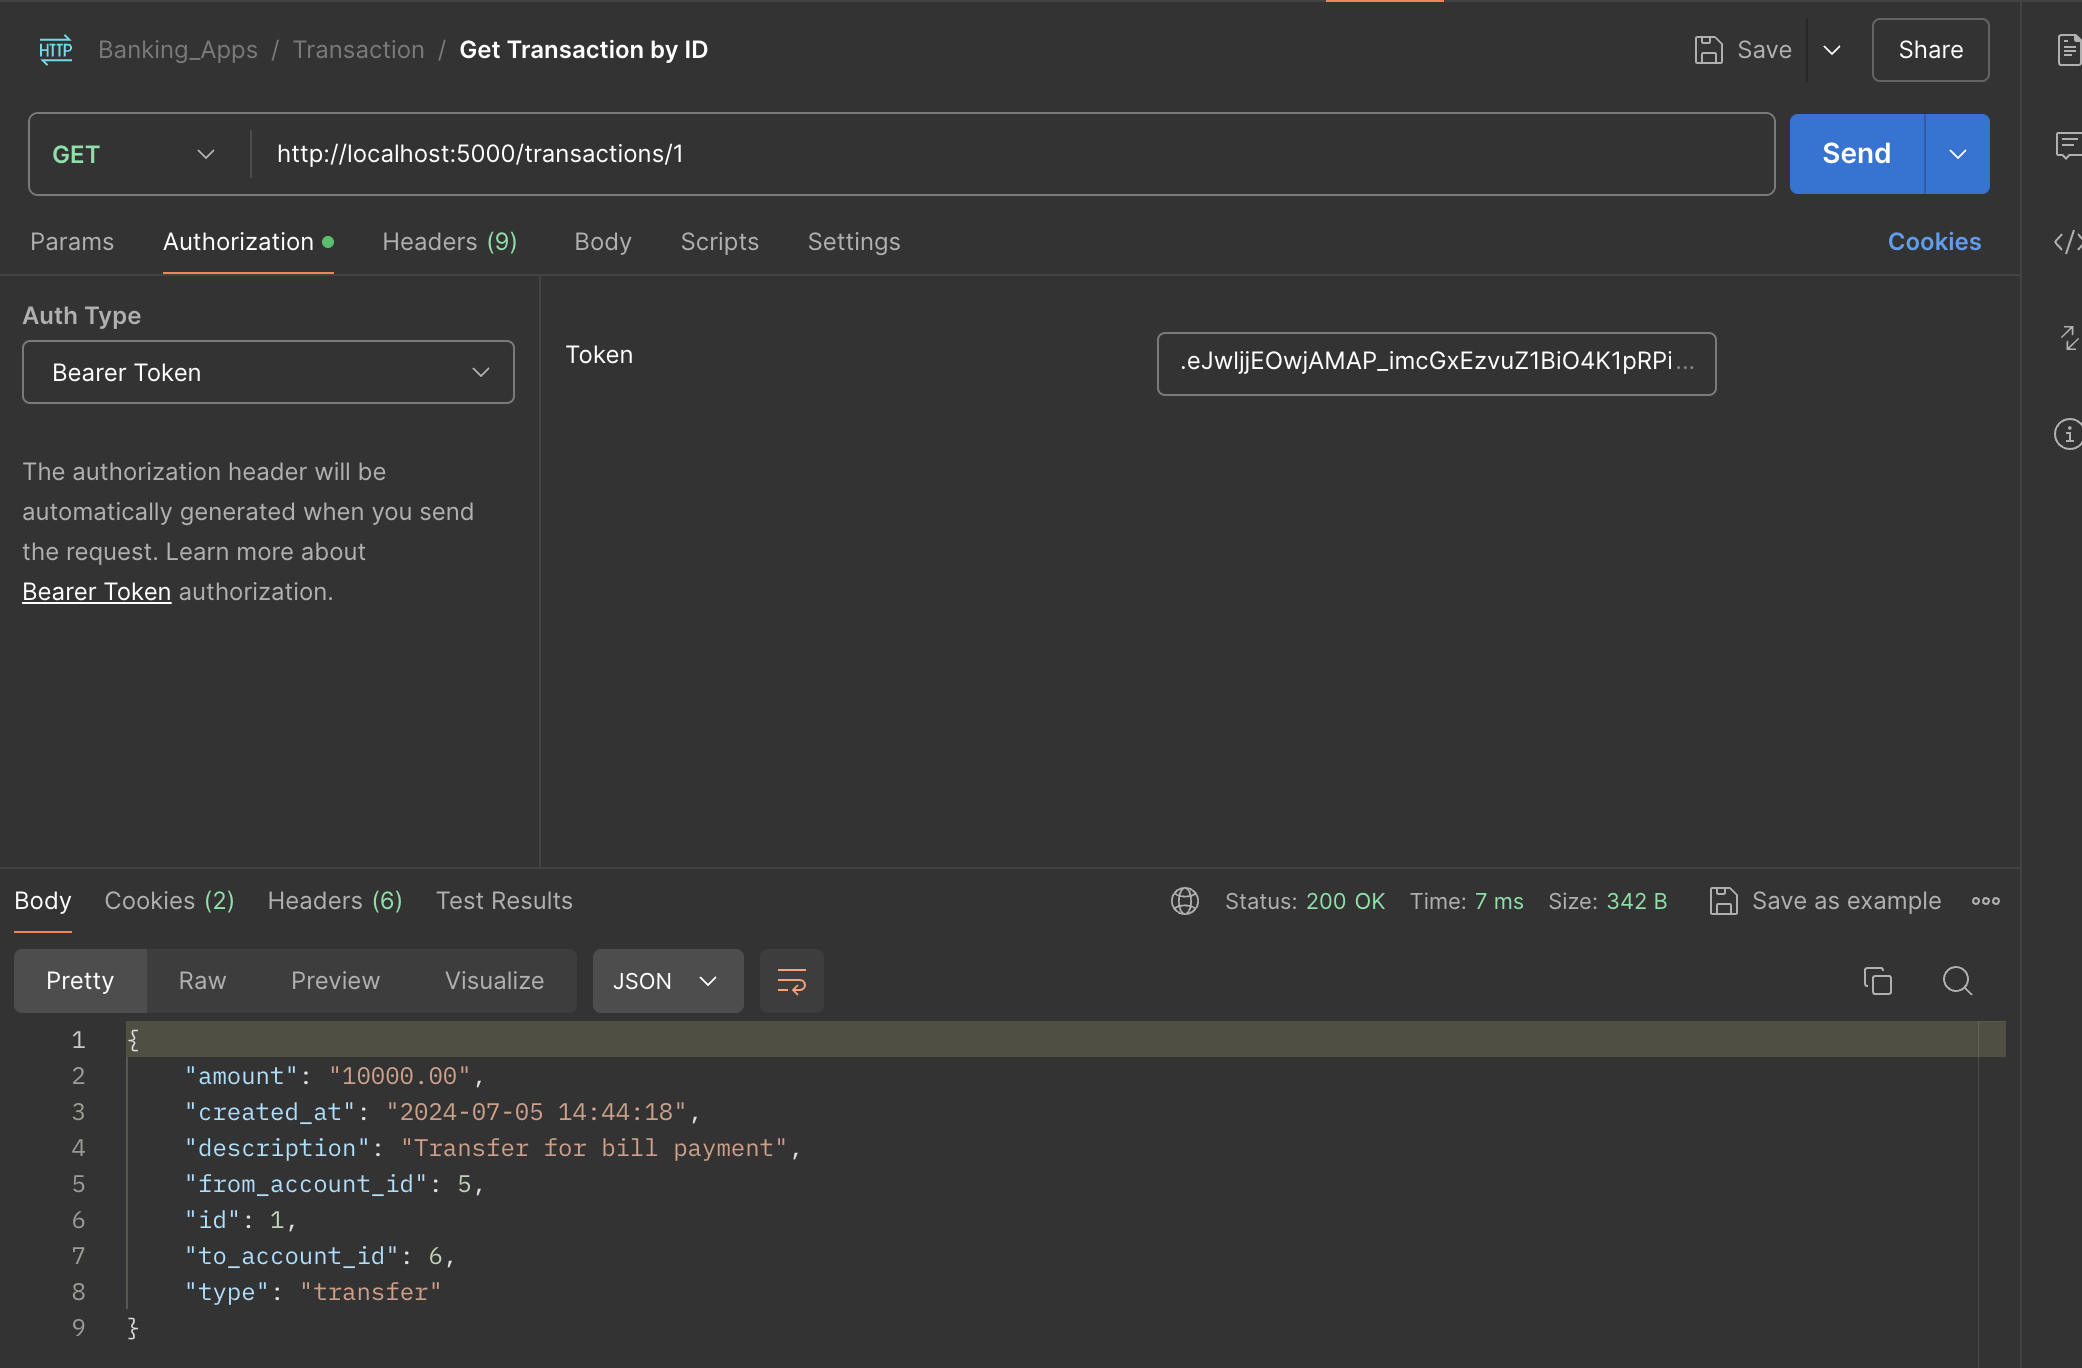 HTTP Banking_Apps / Transaction / Get Transaction by ID Save Share
GET http://localhost:5000/transactions/1 Send
Params Authorization Headers (9) Body Scripts Settings Cookies
Auth Type
Bearer Token
Token
.eJwljjEOwjAMAP_imcGxEzvuZ1BiO4K1pRPi...
The authorization header will be
automatically generated when you send
the request. Learn more about
Bearer Token authorization.
Body Cookies (2) Headers (6) Test Results Status: 200 OK Time: 7 ms Size: 342 B Save as example
Pretty Raw Preview Visualize JSON
1 {
2 "amount": "10000.00",
3 "created_at": "2024-07-05 14:44:18",
4 "description": "Transfer for bill payment",
5 "from_account_id": 5,
6 "id": 1,
7 "to_account_id": 6,
8 "type": "transfer"
9 }